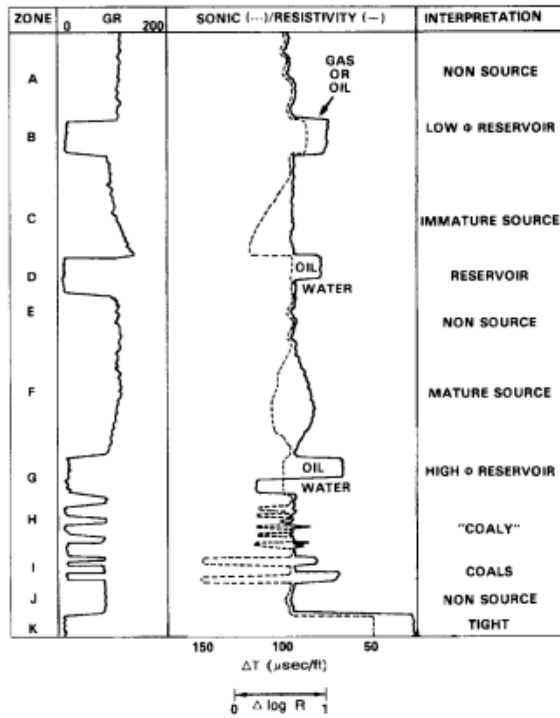 ZONE 0 GR 200 SONIC (---)/RESISTIVITY (—) INTERPRETATION
GAS
OR
OIL
A NON SOURCE
B LOW Φ RESERVOIR
C IMMATURE SOURCE
OIL
D RESERVOIR
WATER
E NON SOURCE
F MATURE SOURCE
OIL HIGH Φ RESERVOIR
G WATER
H "COALY"
I COALS
J NON SOURCE
K TIGHT
150 100 50
ΔT (μsec/ft)
Δ log R
0 1